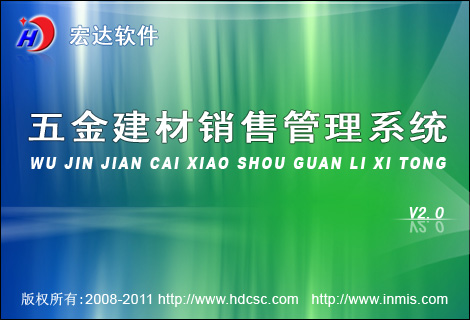 H 宏达软件
五金建材销售管理系统
WU JIN JIAN CAI XIAO SHOU GUAN LI XI TONG
V2.0
版权所有:2008-2011 http://www.hdcsc.com http://www.inmis.com